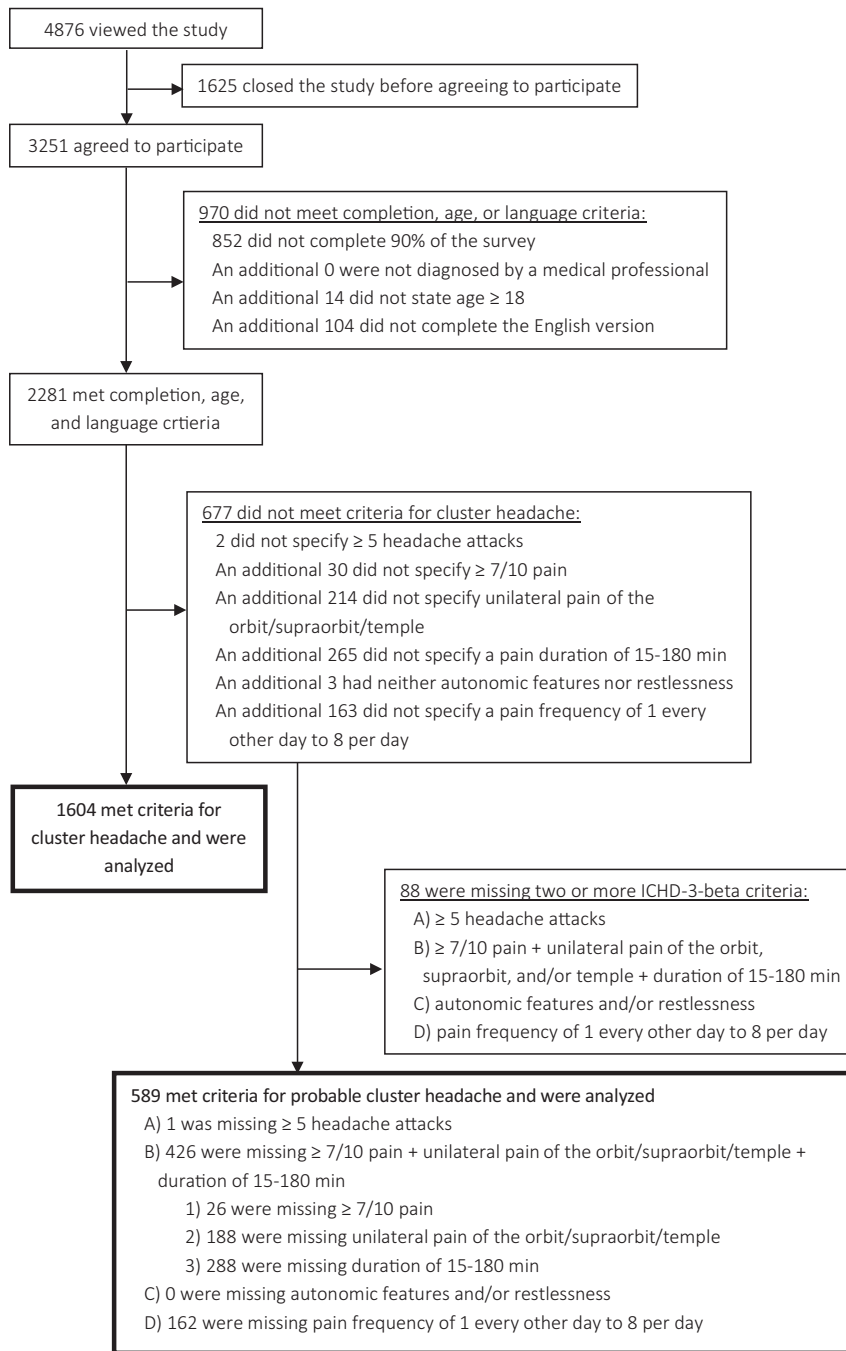 4876 viewed the study
1625 closed the study before agreeing to participate
3251 agreed to participate
970 did not meet completion, age, or language criteria:
852 did not complete 90% of the survey
An additional 0 were not diagnosed by a medical professional
An additional 14 did not state age ≥ 18
An additional 104 did not complete the English version
2281 met completion, age,
and language crtieria
677 did not meet criteria for cluster headache:
2 did not specify ≥ 5 headache attacks
An additional 30 did not specify ≥ 7/10 pain
An additional 214 did not specify unilateral pain of the
orbit/supraorbit/temple
An additional 265 did not specify a pain duration of 15-180 min
An additional 3 had neither autonomic features nor restlessness
An additional 163 did not specify a pain frequency of 1 every
other day to 8 per day
1604 met criteria for
cluster headache and were
analyzed
88 were missing two or more ICHD-3-beta criteria:
A) ≥ 5 headache attacks
B) ≥ 7/10 pain + unilateral pain of the orbit,
supraorbit, and/or temple + duration of 15-180 min
C) autonomic features and/or restlessness
D) pain frequency of 1 every other day to 8 per day
589 met criteria for probable cluster headache and were analyzed
A) 1 was missing ≥ 5 headache attacks
B) 426 were missing ≥ 7/10 pain + unilateral pain of the orbit/supraorbit/temple +
duration of 15-180 min
1) 26 were missing ≥ 7/10 pain
2) 188 were missing unilateral pain of the orbit/supraorbit/temple
3) 288 were missing duration of 15-180 min
C) 0 were missing autonomic features and/or restlessness
D) 162 were missing pain frequency of 1 every other day to 8 per day